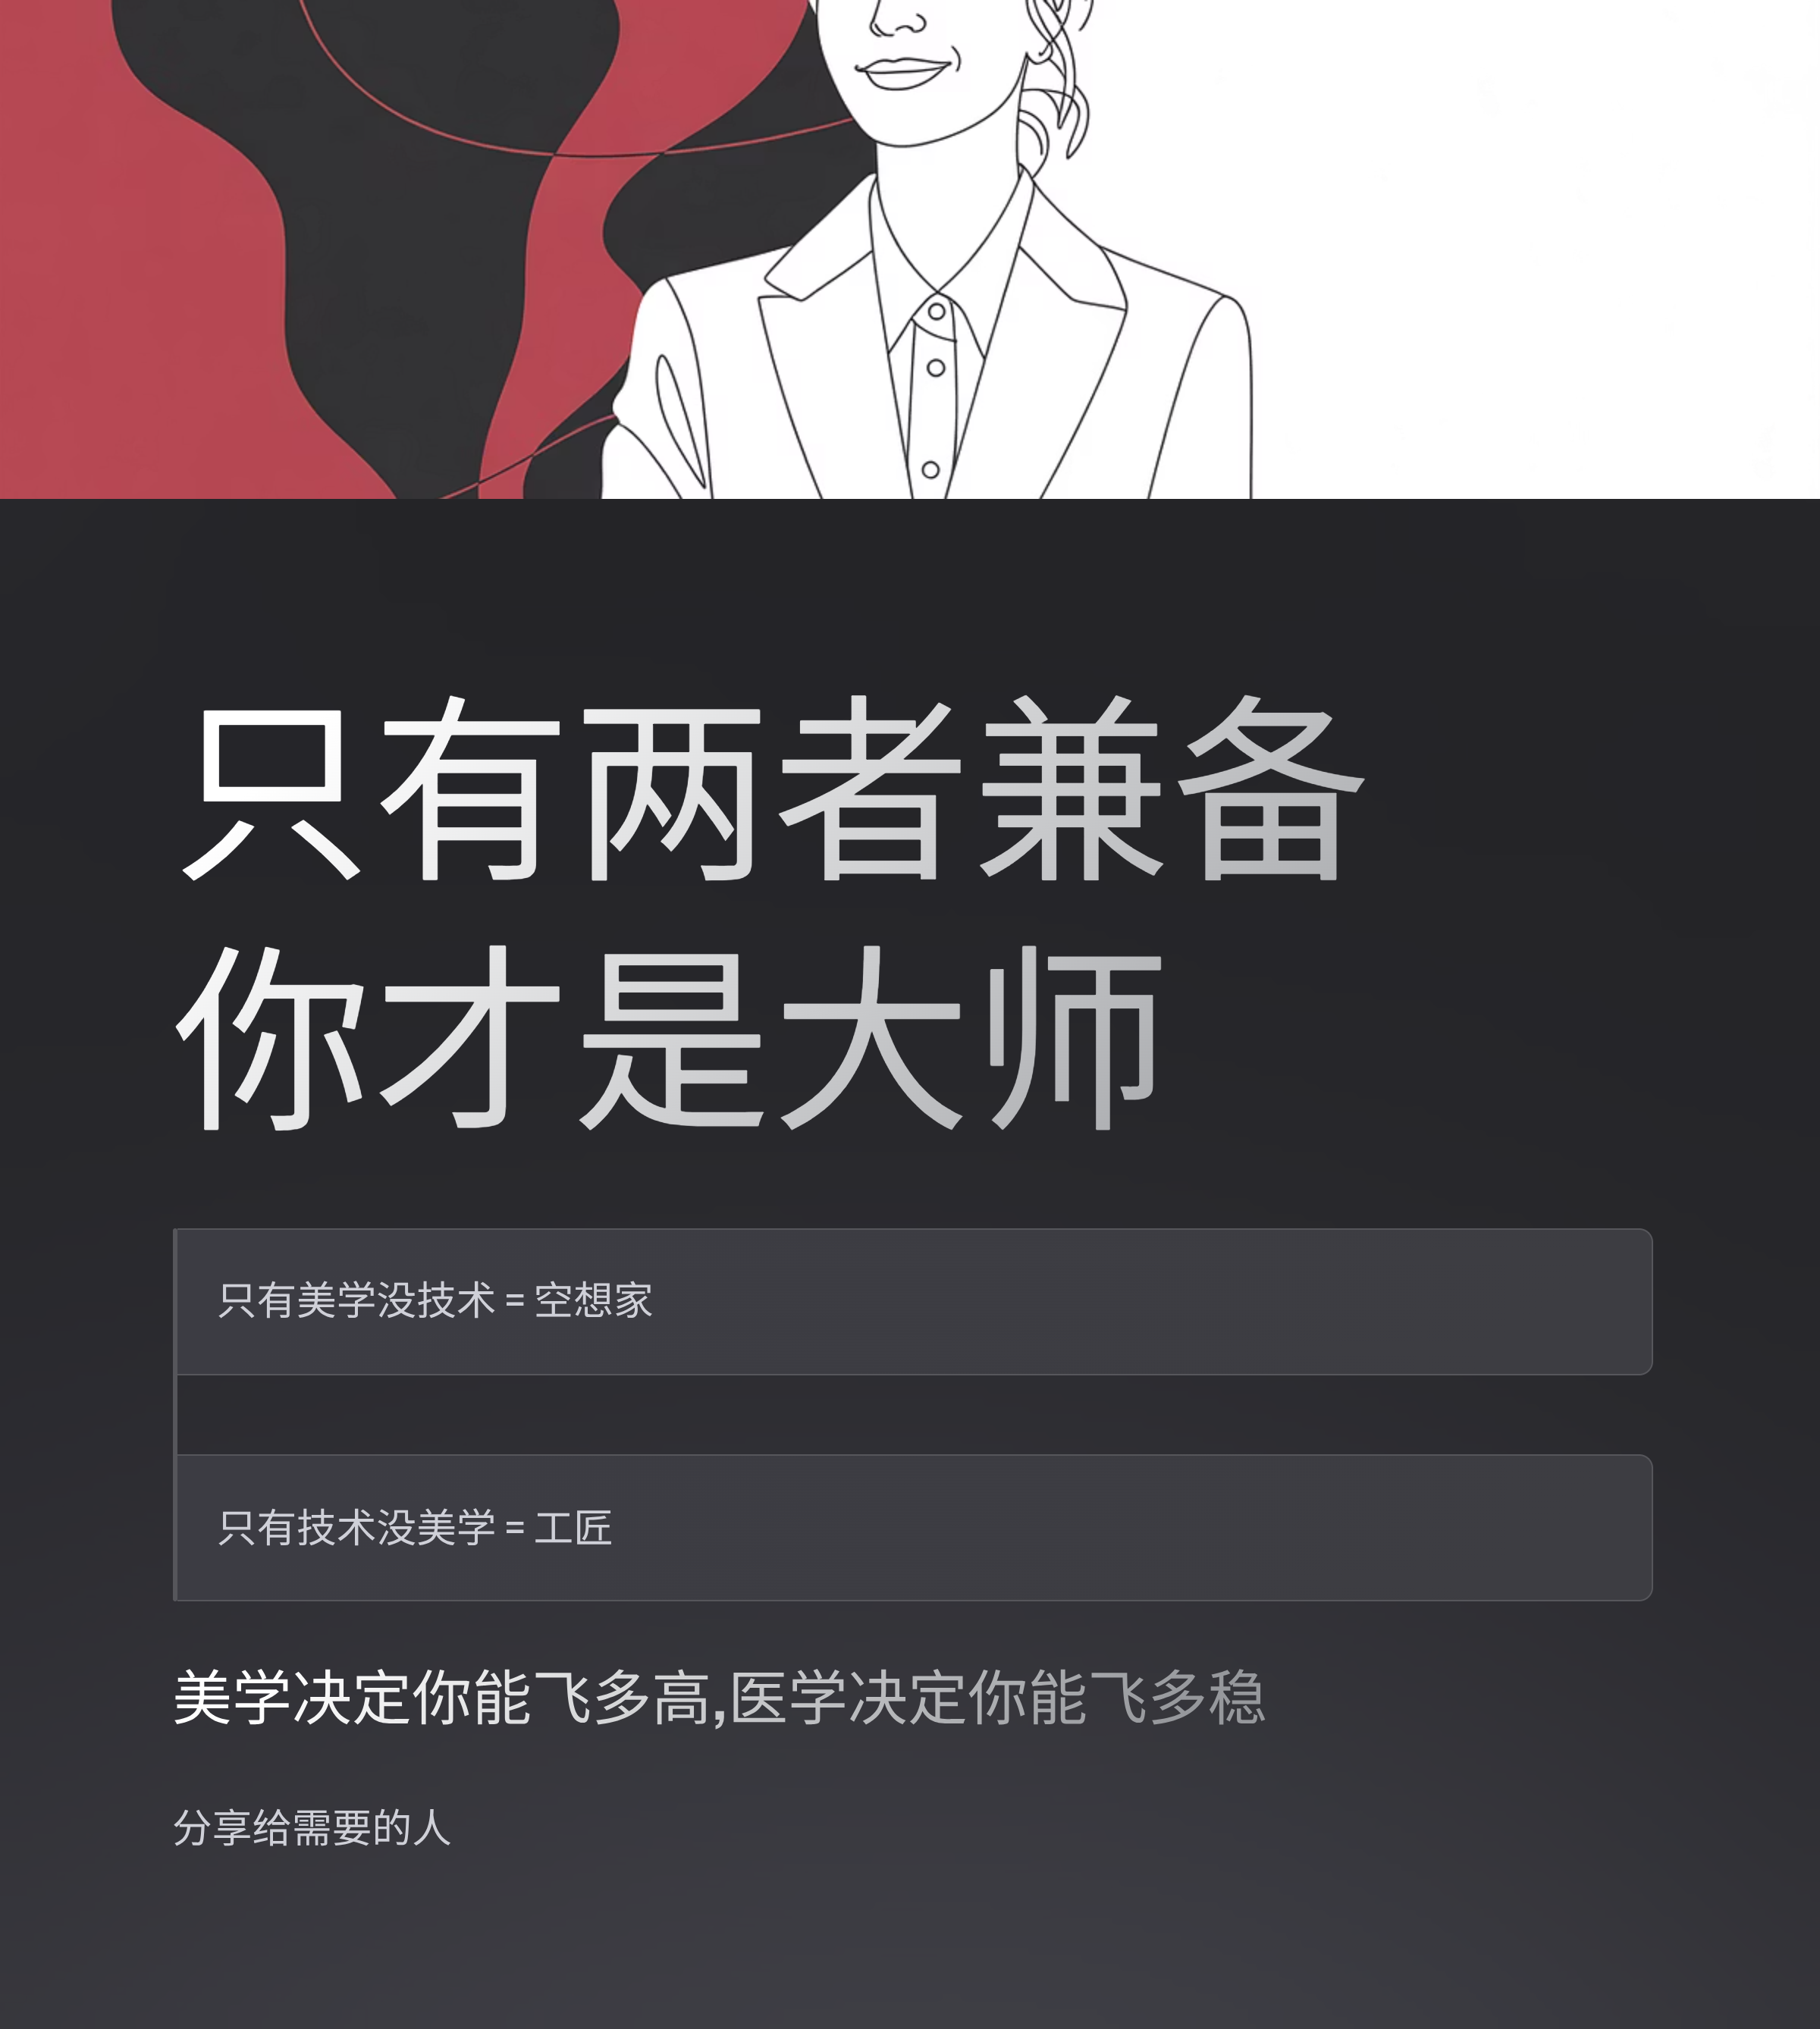 只有两者兼备
你才是大师
只有美学没技术 = 空想家
只有技术没美学 = 工匠
美学决定你能飞多高,医学决定你能飞多稳
分享给需要的人